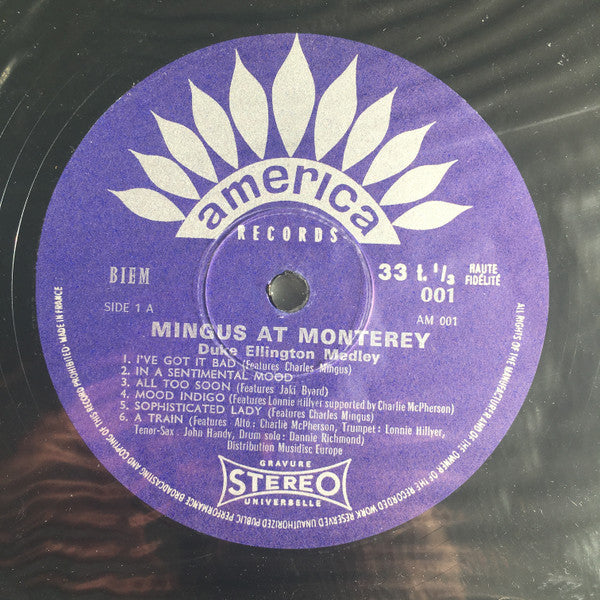 america
RECORDS
BIEM
33 t. 1/3
HAUTE
FIDÉLITÉ
001
SIDE 1 A
AM 001
MINGUS AT MONTEREY
Duke Ellington Medley
1. I'VE GOT IT BAD (Features Charles Mingus)
2. IN A SENTIMENTAL MOOD
3. ALL TOO SOON (Features Jaki Byard)
4. MOOD INDIGO (Features Lonnie Hillyer supported by Charlie McPherson)
5. SOPHISTICATED LADY (Features Charles Mingus)
6. A TRAIN (Features : Alto : Charlie McPherson, Trumpet : Lonnie Hillyer,
Tenor-Sax : John Handy, Drum solo : Dannie Richmond)
Distribution Musidisc Europe
GRAVURE
STEREO
UNIVERSELLE
ALL RIGHTS OF THE MANUFACTURER AND OF THE OWNER OF THE RECORDED WORK RESERVED UNAUTHORIZED PUBLIC PERFORMANCE BROADCASTING AND COPYING OF THIS RECORD PROHIBITED - MADE IN FRANCE